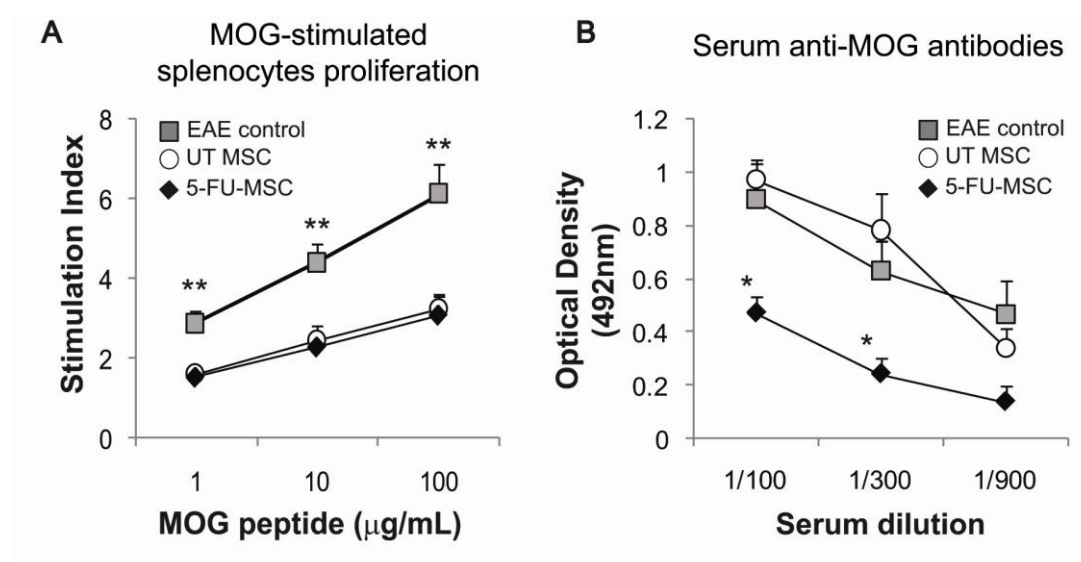 A
MOG-stimulated
splenocytes proliferation
Stimulation Index
8
6
4
2
0
EAE control
UT MSC
5-FU-MSC
**
**
**
1
10
100
MOG peptide (μg/mL)
B
Serum anti-MOG antibodies
Optical Density
(492nm)
1.2
1
0.8
0.6
0.4
0.2
0
EAE control
UT MSC
5-FU-MSC
*
*
1/100
1/300
1/900
Serum dilution